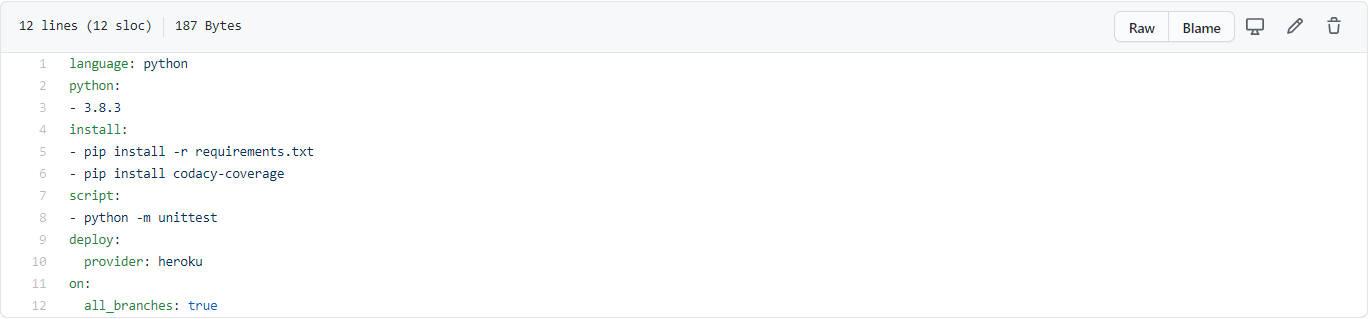 12 lines (12 sloc) 187 Bytes Raw Blame
1 language: python
2 python:
3 - 3.8.3
4 install:
5 - pip install -r requirements.txt
6 - pip install codacy-coverage
7 script:
8 - python -m unittest
9 deploy:
10   provider: heroku
11 on:
12   all_branches: true